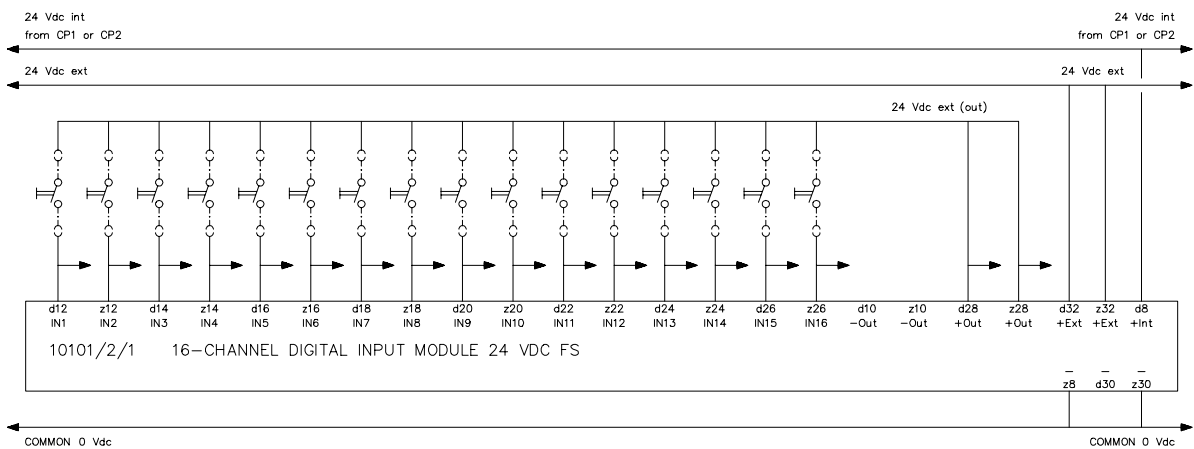 24 Vdc int
from CP1 or CP2
24 Vdc int
from CP1 or CP2
24 Vdc ext
24 Vdc ext
24 Vdc ext (out)
d12 z12 d14 z14 d16 z16 d18 z18 d20 z20 d22 z22 d24 z24 d26 z26 d10 z10 d28 z28 d32 z32 d8
IN1 IN2 IN3 IN4 IN5 IN6 IN7 IN8 IN9 IN10 IN11 IN12 IN13 IN14 IN15 IN16 −Out −Out +Out +Out +Ext +Ext +Int
10101/2/1 16−CHANNEL DIGITAL INPUT MODULE 24 VDC FS
− − −
z8 d30 z30
COMMON 0 Vdc
COMMON 0 Vdc